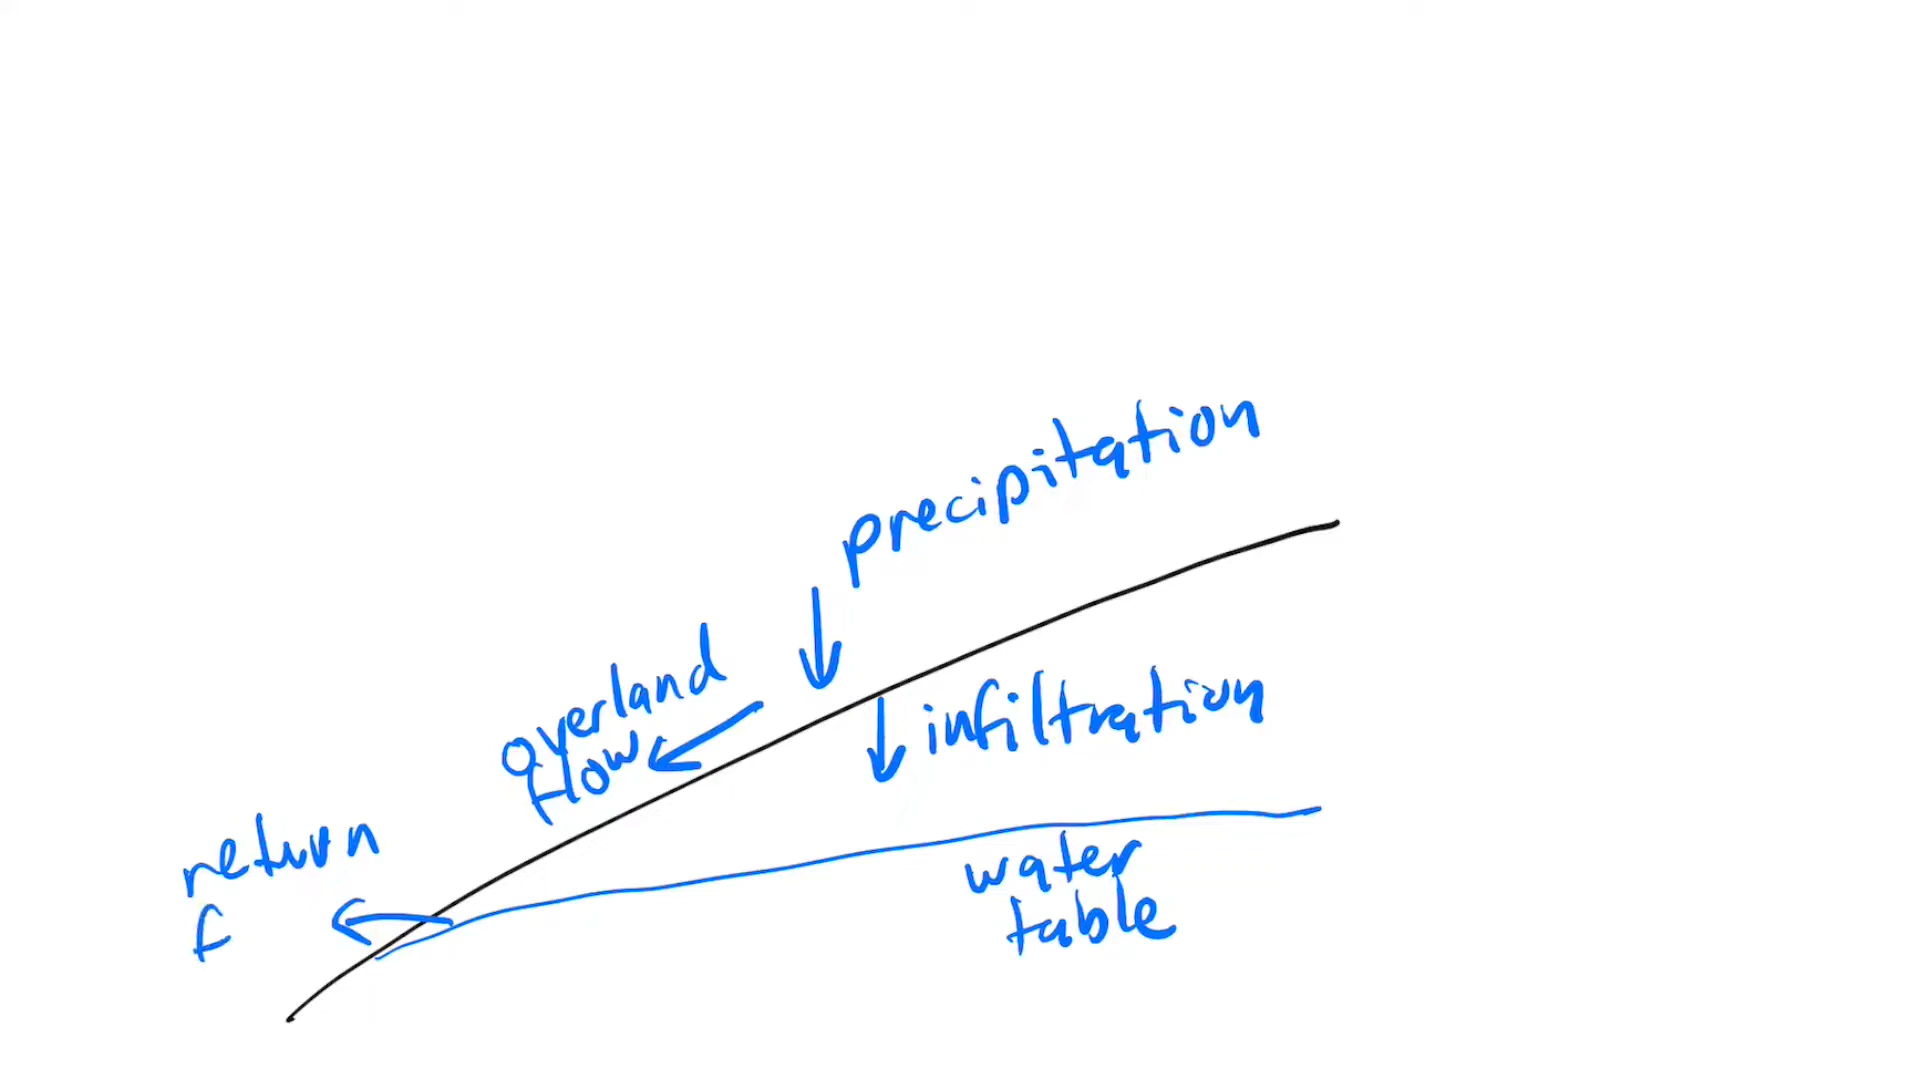 precipitation
overland
flow
infiltration
return
f
water
table